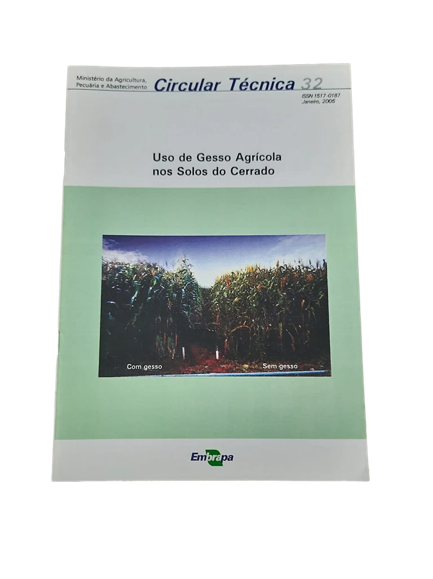 Ministério da Agricultura,
Pecuária e Abastecimento
Circular Técnica 32
ISSN 1517-0187
Janeiro, 2006
Uso de Gesso Agrícola
nos Solos do Cerrado
Com gesso
Sem gesso
Embrapa